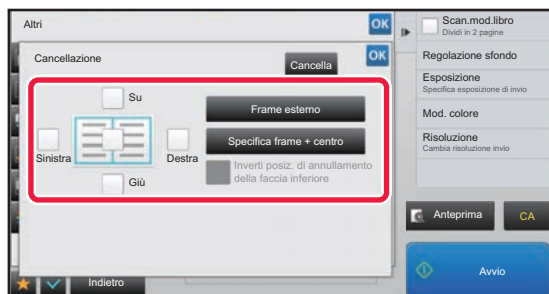 Altri
OK
Cancellazione
Cancella
OK
Su
Sinistra
Destra
Giù
Frame esterno
Specifica frame + centro
Inverti posiz. di annullamento
della faccia inferiore
Indietro
Scan.mod.libro
Dividi in 2 pagine
Regolazione sfondo
Esposizione
Specifica esposizione di invio
Mod. colore
Risoluzione
Cambia risoluzione invio
Anteprima
CA
Avvio